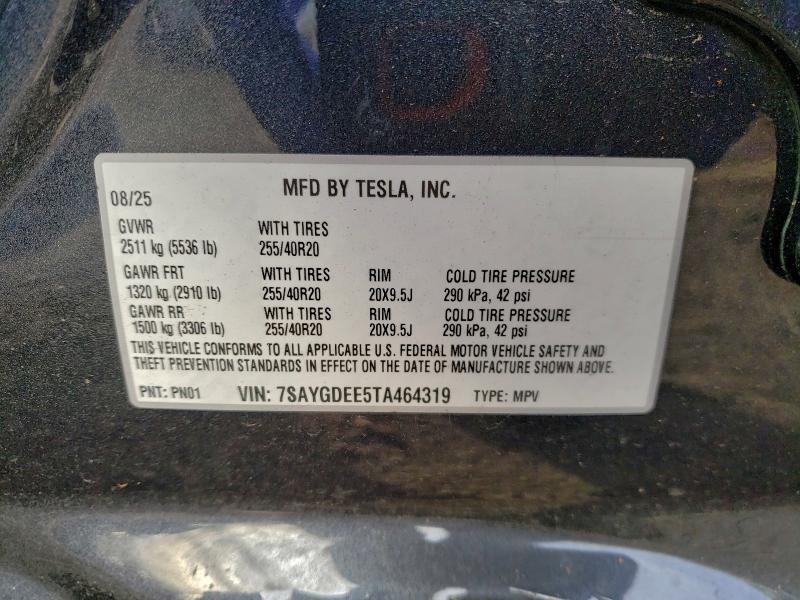 08/25 MFD BY TESLA, INC.
GVWR WITH TIRES
2511 kg (5536 lb) 255/40R20
GAWR FRT WITH TIRES RIM COLD TIRE PRESSURE
1320 kg (2910 lb) 255/40R20 20X9.5J 290 kPa, 42 psi
GAWR RR WITH TIRES RIM COLD TIRE PRESSURE
1500 kg (3306 lb) 255/40R20 20X9.5J 290 kPa, 42 psi
THIS VEHICLE CONFORMS TO ALL APPLICABLE U.S. FEDERAL MOTOR VEHICLE SAFETY AND
THEFT PREVENTION STANDARDS IN EFFECT ON THE DATE OF MANUFACTURE SHOWN ABOVE.
PNT: PN01 VIN: 7SAYGDEE5TA464319 TYPE: MPV